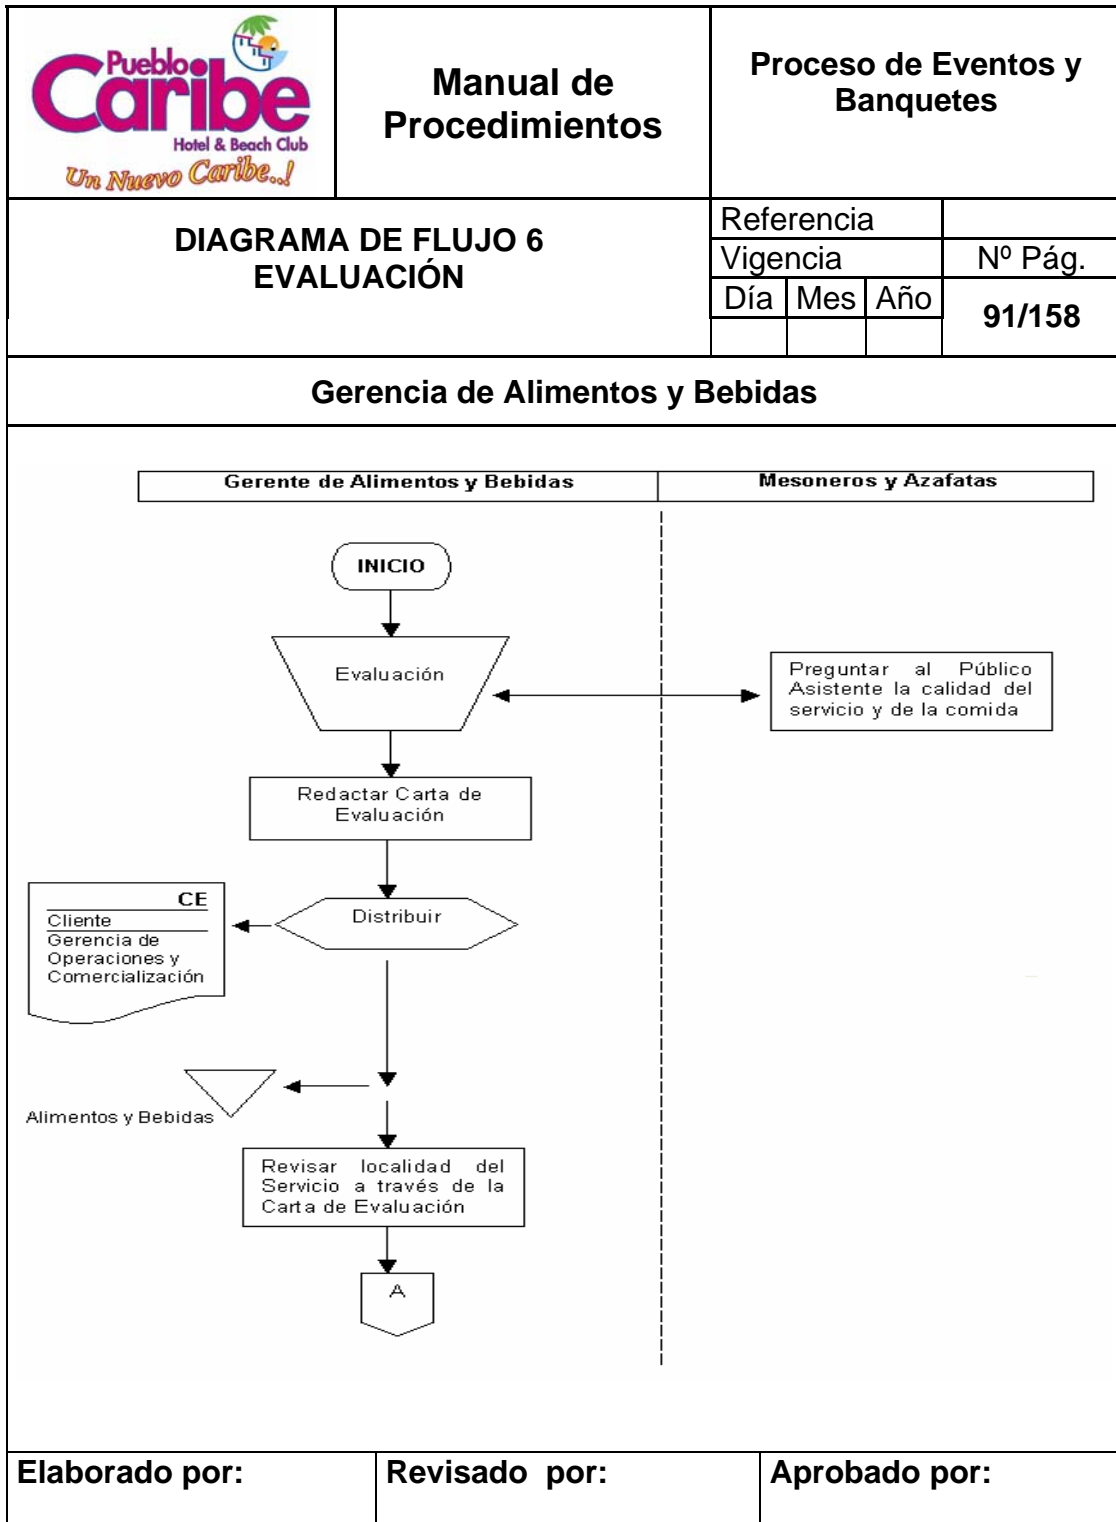 Pueblo
Caribe
Hotel & Beach Club
Un Nuevo Caribe..!
Manual de
Procedimientos
Proceso de Eventos y
Banquetes
DIAGRAMA DE FLUJO 6
EVALUACIÓN
Referencia
Vigencia
Nº Pág.
Día
Mes
Año
91/158
Gerencia de Alimentos y Bebidas
Gerente de Alimentos y Bebidas
Mesoneros y Azafatas
INICIO
Evaluación
Preguntar al Público
Asistente la calidad del
servicio y de la comida
Redactar Carta de
Evaluación
Distribuir
CE
Cliente
Gerencia de
Operaciones y
Comercialización
Alimentos y Bebidas
Revisar localidad del
Servicio a través de la
Carta de Evaluación
A
Elaborado por:
Revisado por:
Aprobado por: